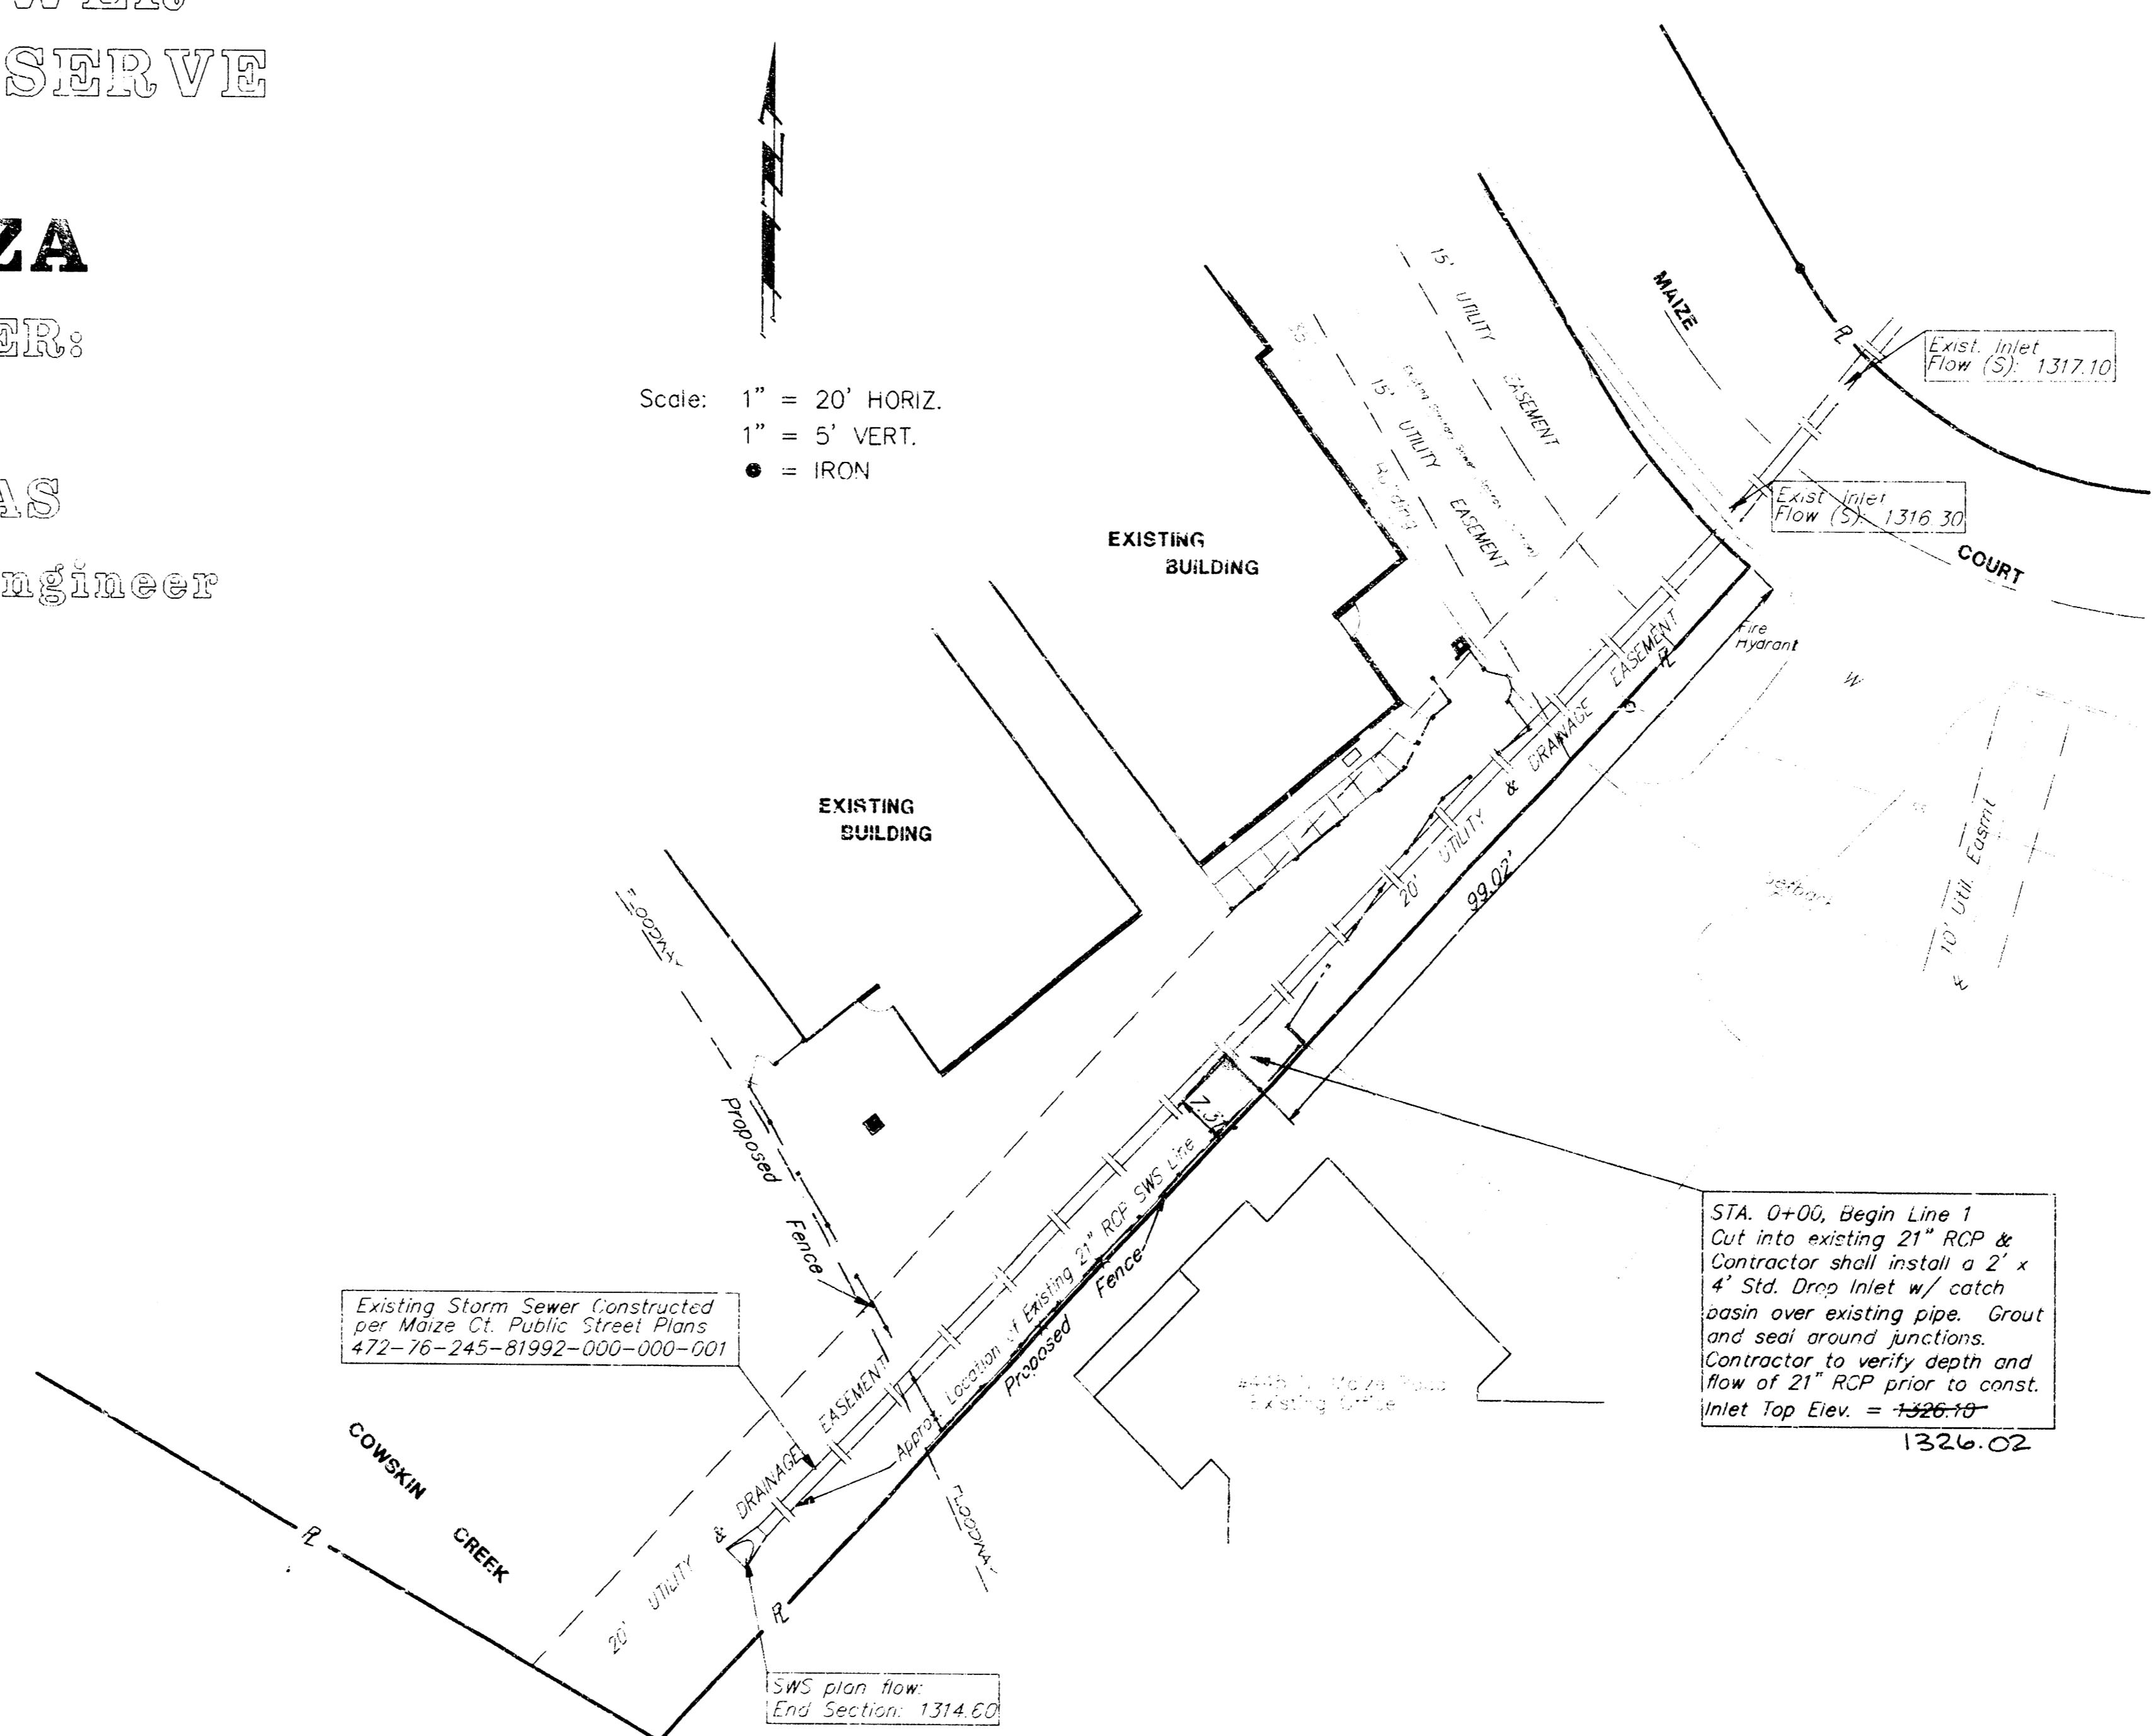 SERVE
ZA
ER:
AS
ngineer
Scale: 1" = 20' HORIZ.
1" = 5' VERT.
● = IRON
EXISTING
BUILDING
EXISTING
BUILDING
15' UTILITY EASEMENT
15' UTILITY EASEMENT
MAIZE
COURT
Exist. Inlet
Flow (S): 1317.10
Exist. Inlet
Flow (S): 1316.30
Fire
Hydrant
W
20' UTILITY & DRAINAGE EASEMENT
99.02'
10' Util. Easmt
FLOODWAY
Proposed Fence
Approx. Location of Existing 21" RCP SWS Line
Proposed Fence
Existing Office
STA. 0+00, Begin Line 1
Cut into existing 21" RCP &
Contractor shall install a 2' x
4' Std. Drop Inlet w/ catch
basin over existing pipe. Grout
and seal around junctions.
Contractor to verify depth and
flow of 21" RCP prior to const.
Inlet Top Elev. = 1326.10
1326.02
Existing Storm Sewer Constructed
per Maize Ct. Public Street Plans
472-76-245-81992-000-000-001
COWSKIN
CREEK
20' UTILITY & DRAINAGE EASEMENT
FLOODWAY
SWS plan flow:
End Section: 1314.60